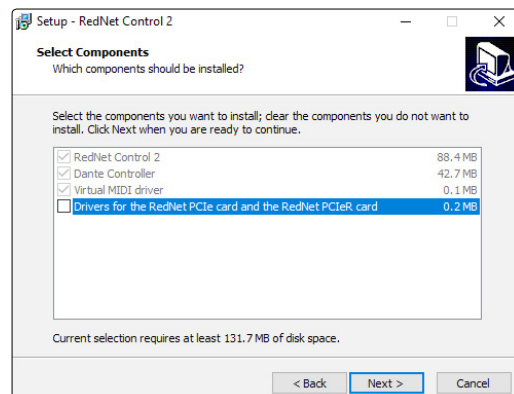 Setup - RedNet Control 2
Select Components
Which components should be installed?
Select the components you want to install; clear the components you do not want to
install. Click Next when you are ready to continue.
RedNet Control 2 88.4 MB
Dante Controller 42.7 MB
Virtual MIDI driver 0.1 MB
Drivers for the RedNet PCIe card and the RedNet PCIeR card 0.2 MB
Current selection requires at least 131.7 MB of disk space.
< Back Next > Cancel